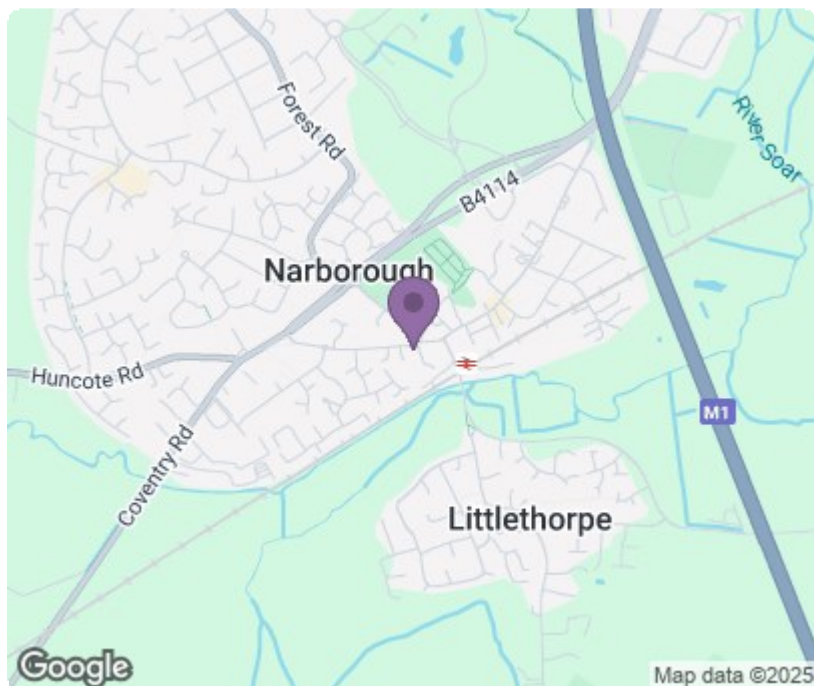 Forest Rd
River Soar
B4114
Narborough
Huncote Rd
M1
Coventry Rd
Littlethorpe
Google
Map data ©2025